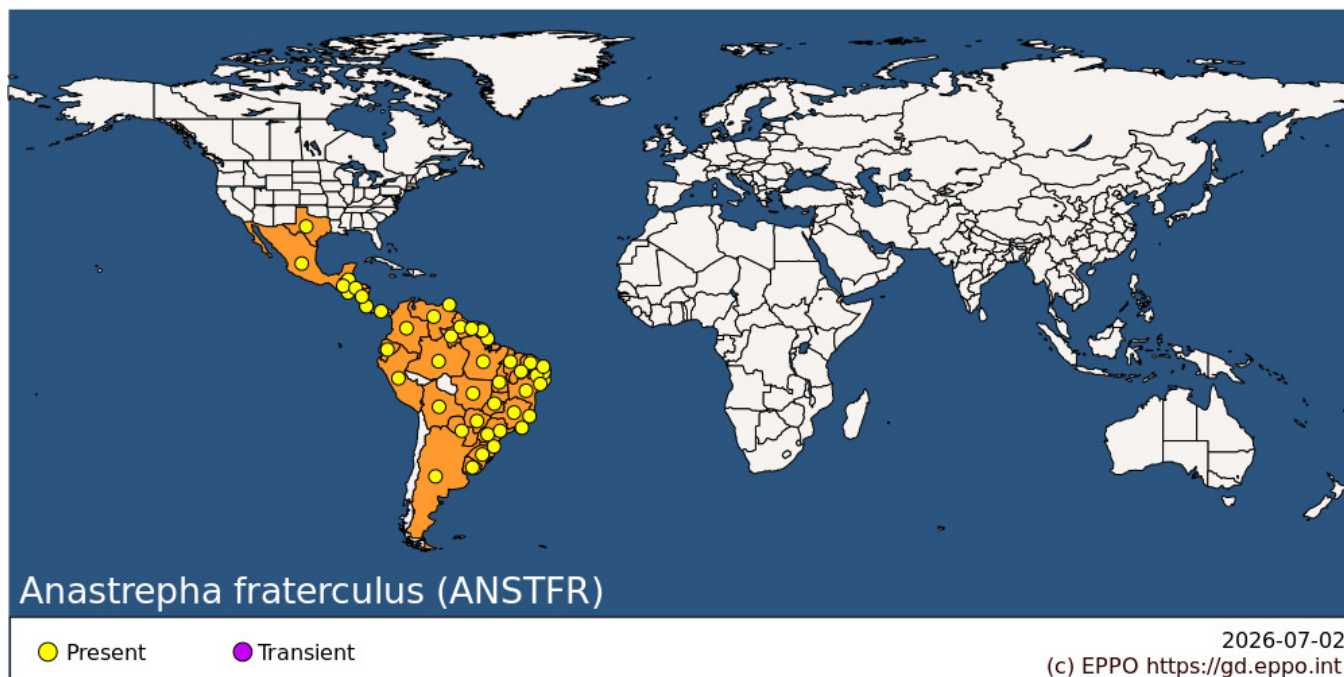 Anastrepha fraterculus (ANSTFR)
Present
Transient
2026-07-02
(c) EPPO https://gd.eppo.int